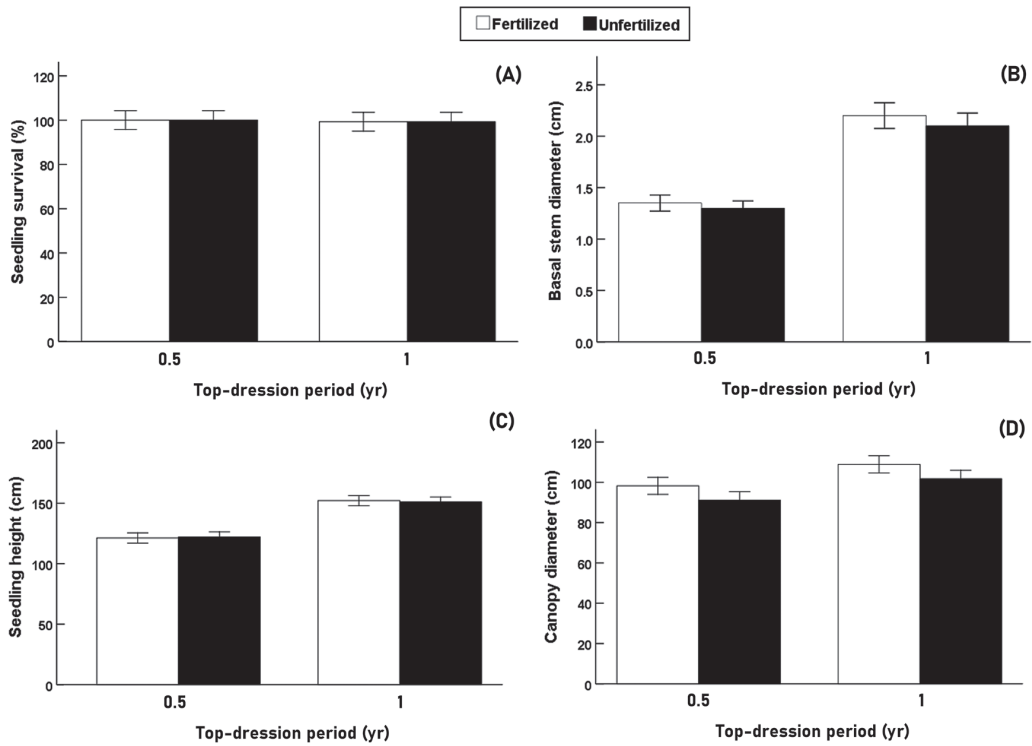 Fertilized Unfertilized
(A)
120
100
80
60
40
20
0
Seedling survival (%)
0.5 1
Top-dression period (yr)
(B)
2.5
2.0
1.5
1.0
0.5
0.0
Basal stem diameter (cm)
0.5 1
Top-dression period (yr)
(C)
200
150
100
50
0
Seedling height (cm)
0.5 1
Top-dression period (yr)
(D)
120
100
80
60
40
20
0
Canopy diameter (cm)
0.5 1
Top-dression period (yr)